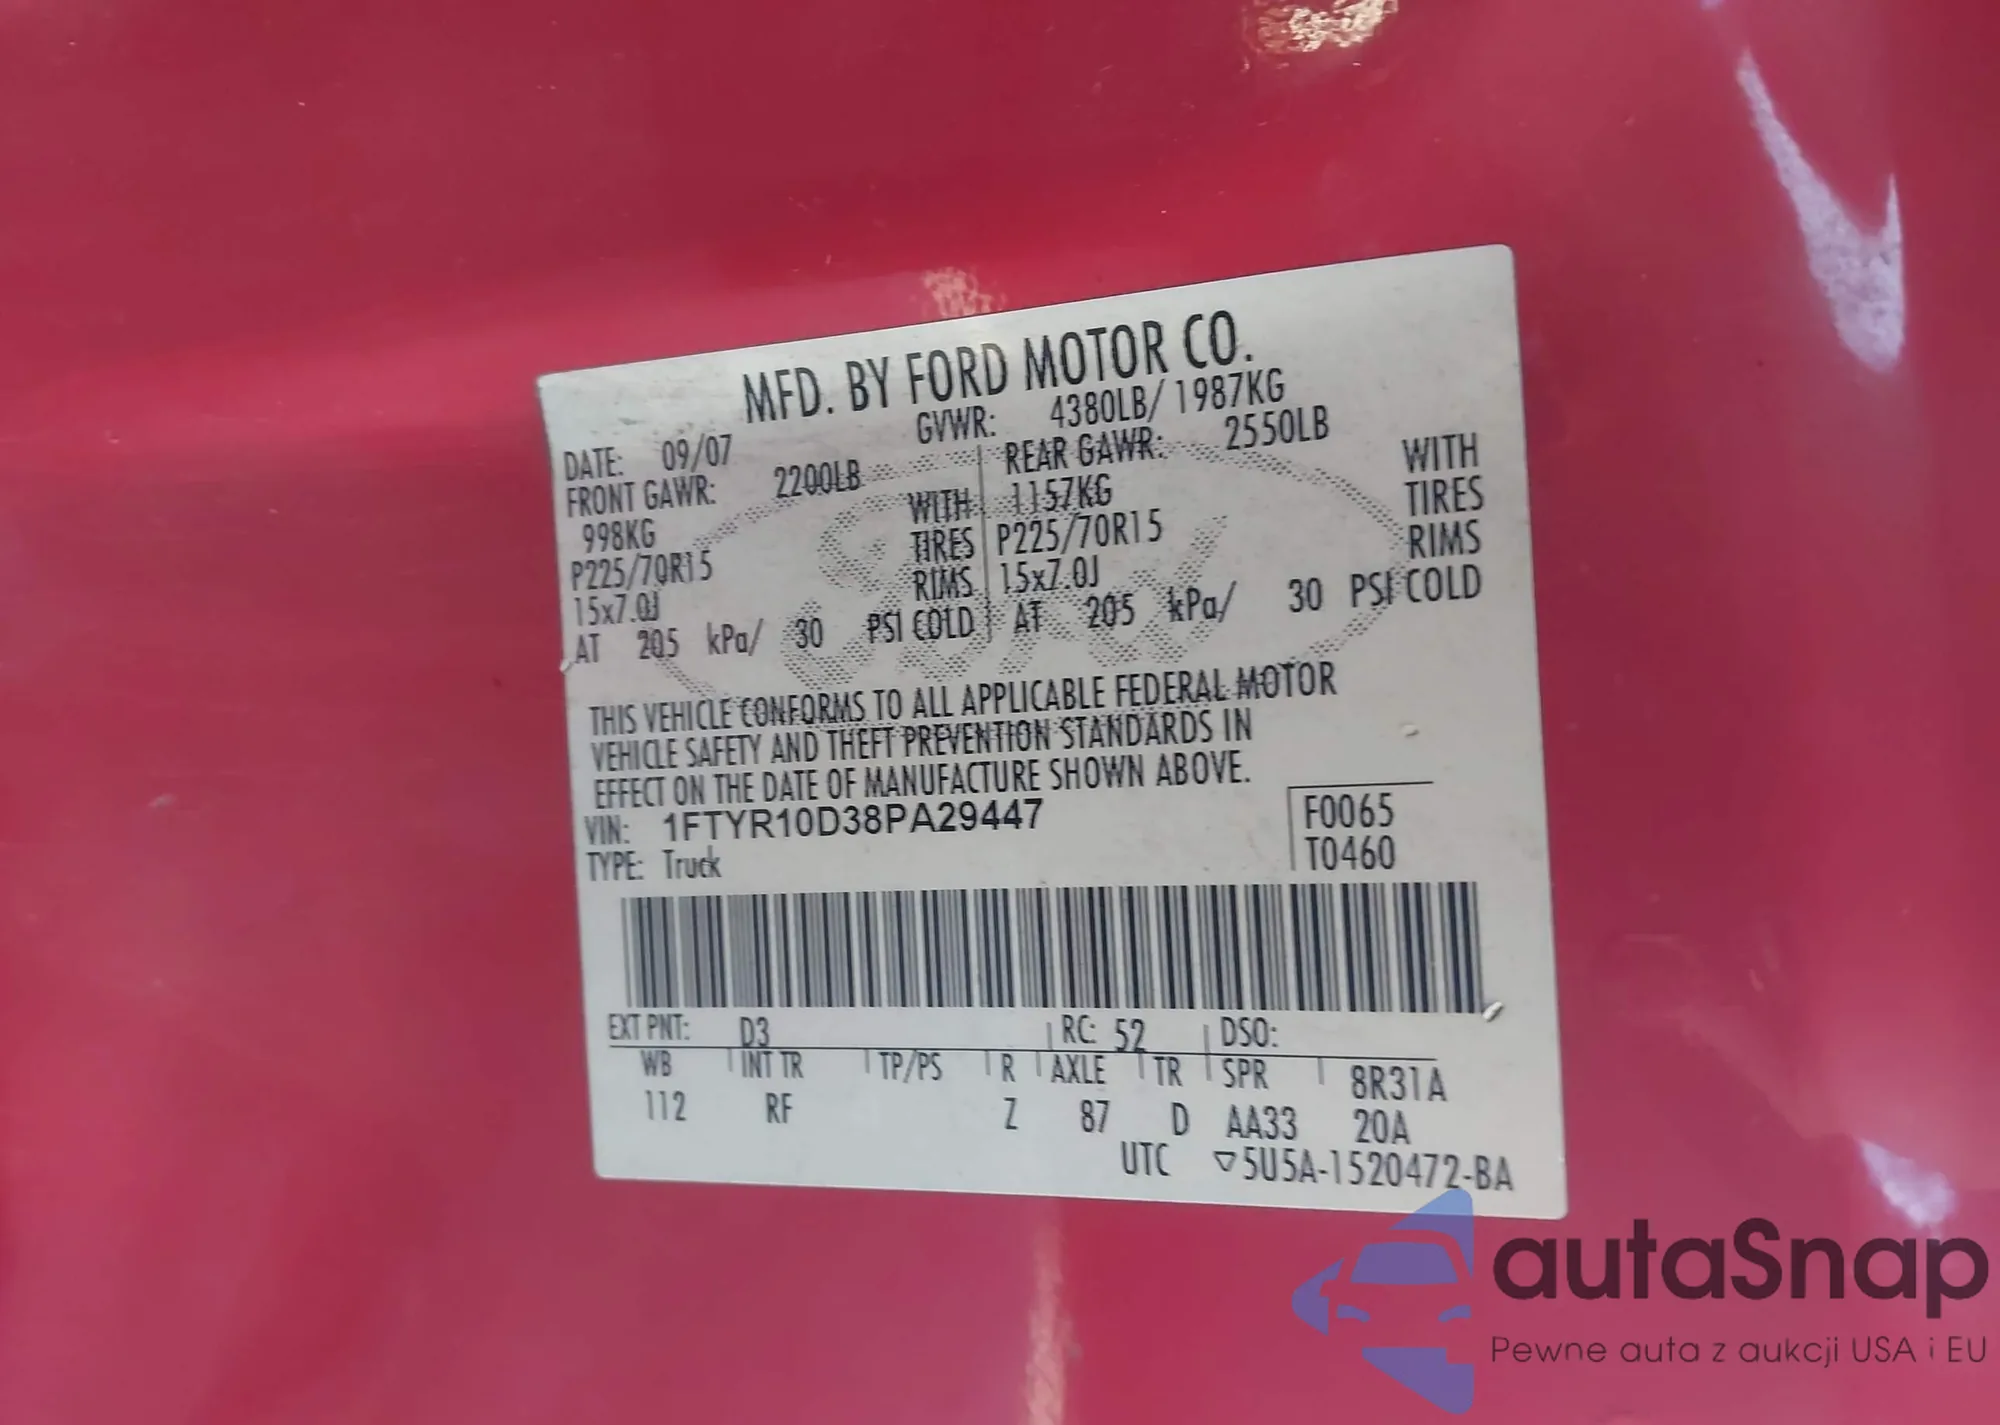 MFD. BY FORD MOTOR CO.
DATE: 09/07 GVWR: 4380LB/ 1987KG
FRONT GAWR: 2200LB REAR GAWR: 2550LB
998KG WITH 1157KG WITH
P225/70R15 TIRES P225/70R15 TIRES
15x7.0J RIMS 15x7.0J RIMS
AT 205 kPa/ 30 PSI COLD AT 205 kPa/ 30 PSI COLD
THIS VEHICLE CONFORMS TO ALL APPLICABLE FEDERAL MOTOR
VEHICLE SAFETY AND THEFT PREVENTION STANDARDS IN
EFFECT ON THE DATE OF MANUFACTURE SHOWN ABOVE.
VIN: 1FTYR10D38PA29447 F0065
TYPE: Truck T0460
EXT PNT: D3 RC: 52 DSO:
WB INT TR TP/PS R AXLE TR SPR 8R31A
112 RF Z 87 D AA33 20A
UTC ▽5U5A-1520472-BA
autaSnap
Pewne auta z aukcji USA i EU